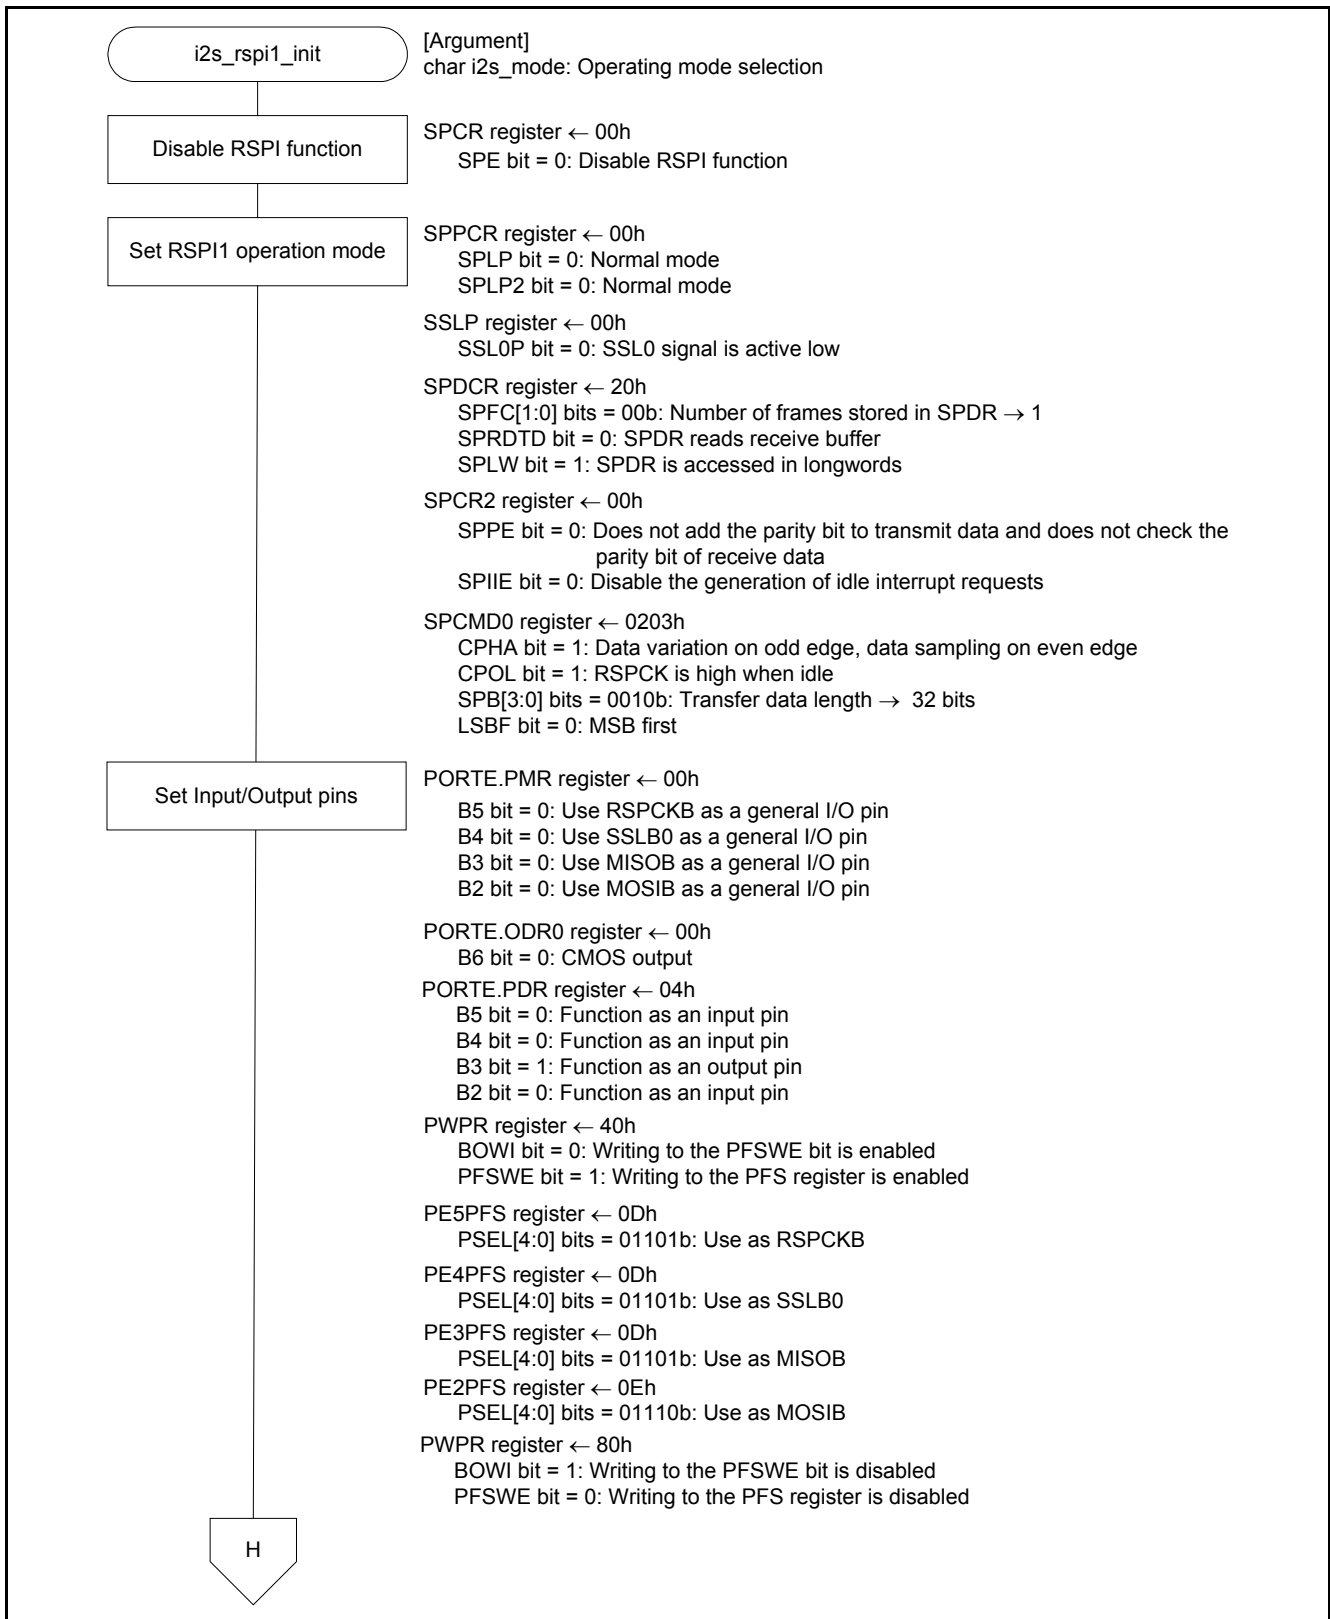 i2s_rspi1_init
[Argument]
char i2s_mode: Operating mode selection
Disable RSPI function
SPCR register ← 00h
SPE bit = 0: Disable RSPI function
Set RSPI1 operation mode
SPPCR register ← 00h
SPLP bit = 0: Normal mode
SPLP2 bit = 0: Normal mode
SSLP register ← 00h
SSL0P bit = 0: SSL0 signal is active low
SPDCR register ← 20h
SPFC[1:0] bits = 00b: Number of frames stored in SPDR → 1
SPRDTD bit = 0: SPDR reads receive buffer
SPLW bit = 1: SPDR is accessed in longwords
SPCR2 register ← 00h
SPPE bit = 0: Does not add the parity bit to transmit data and does not check the
parity bit of receive data
SPIIE bit = 0: Disable the generation of idle interrupt requests
SPCMD0 register ← 0203h
CPHA bit = 1: Data variation on odd edge, data sampling on even edge
CPOL bit = 1: RSPCK is high when idle
SPB[3:0] bits = 0010b: Transfer data length → 32 bits
LSBF bit = 0: MSB first
Set Input/Output pins
PORTE.PMR register ← 00h
B5 bit = 0: Use RSPCKB as a general I/O pin
B4 bit = 0: Use SSLB0 as a general I/O pin
B3 bit = 0: Use MISOB as a general I/O pin
B2 bit = 0: Use MOSIB as a general I/O pin
PORTE.ODR0 register ← 00h
B6 bit = 0: CMOS output
PORTE.PDR register ← 04h
B5 bit = 0: Function as an input pin
B4 bit = 0: Function as an input pin
B3 bit = 1: Function as an output pin
B2 bit = 0: Function as an input pin
PWPR register ← 40h
BOWI bit = 0: Writing to the PFSWE bit is enabled
PFSWE bit = 1: Writing to the PFS register is enabled
PE5PFS register ← 0Dh
PSEL[4:0] bits = 01101b: Use as RSPCKB
PE4PFS register ← 0Dh
PSEL[4:0] bits = 01101b: Use as SSLB0
PE3PFS register ← 0Dh
PSEL[4:0] bits = 01101b: Use as MISOB
PE2PFS register ← 0Eh
PSEL[4:0] bits = 01110b: Use as MOSIB
PWPR register ← 80h
BOWI bit = 1: Writing to the PFSWE bit is disabled
PFSWE bit = 0: Writing to the PFS register is disabled
H